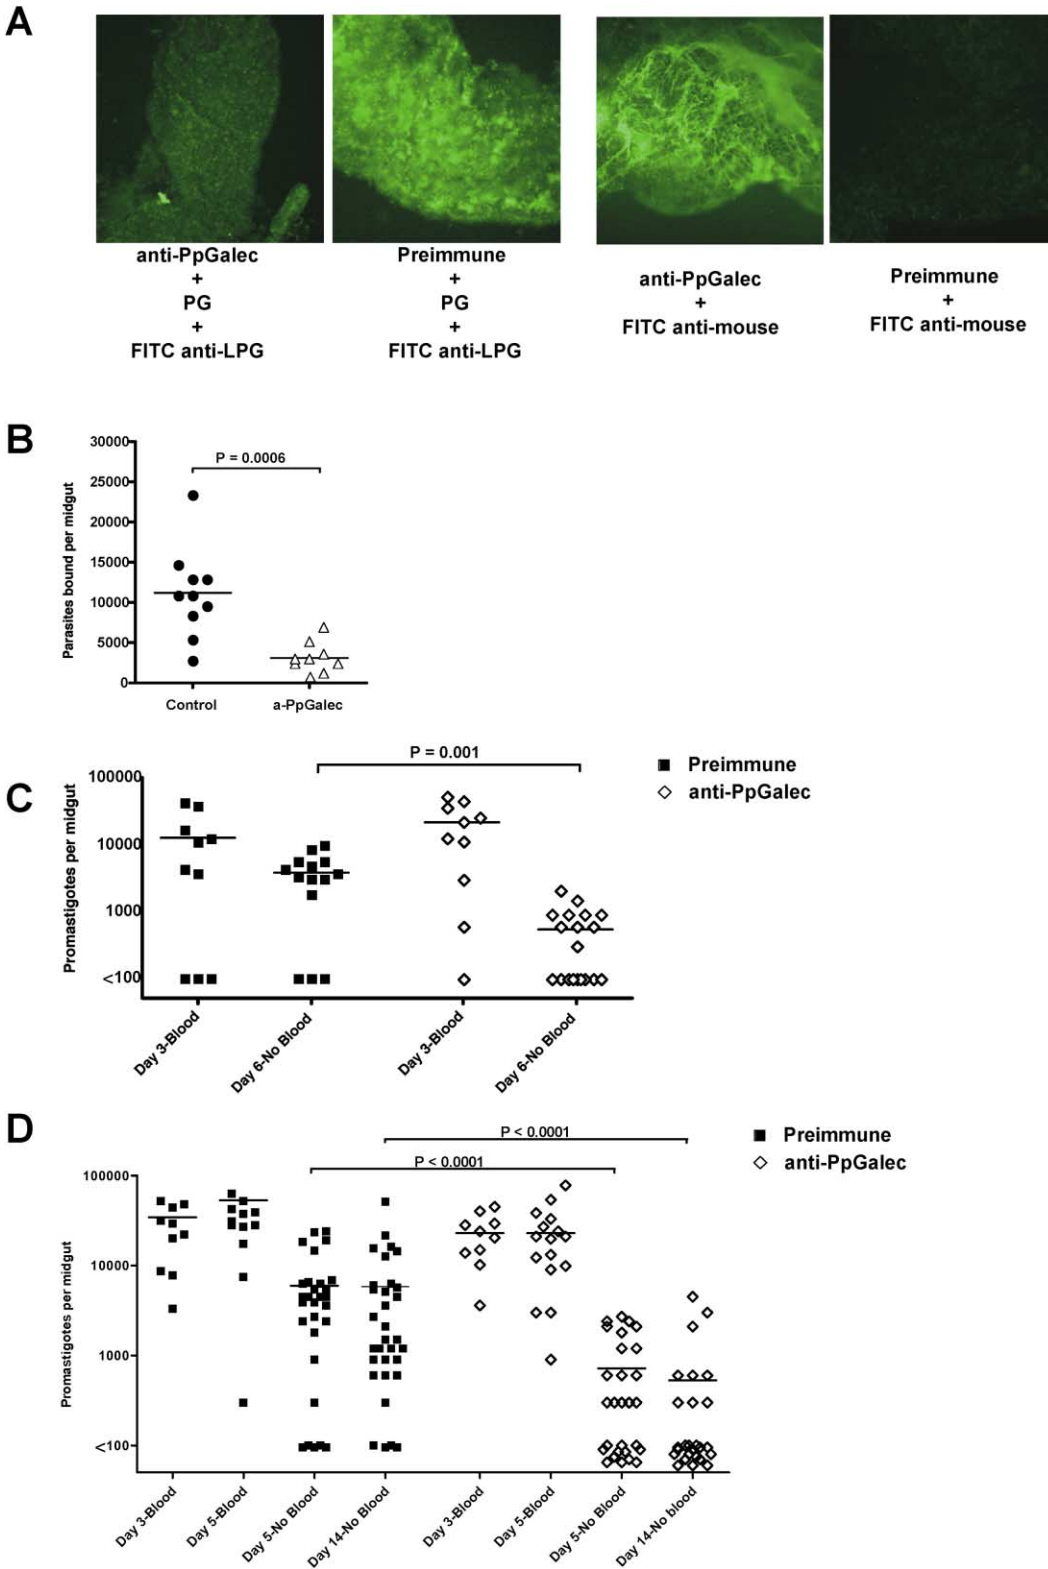 A
anti-PpGalec
+
PG
+
FITC anti-LPG
Preimmune
+
PG
+
FITC anti-LPG
anti-PpGalec
+
FITC anti-mouse
Preimmune
+
FITC anti-mouse
B
Parasites bound per midgut
30000
25000
20000
15000
10000
5000
0
P = 0.0006
Control
a-PpGalec
C
Promastigotes per midgut
100000
10000
1000
<100
P = 0.001
Preimmune
anti-PpGalec
Day 3-Blood
Day 6-No Blood
Day 3-Blood
Day 6-No Blood
D
Promastigotes per midgut
100000
10000
1000
<100
P < 0.0001
P < 0.0001
Preimmune
anti-PpGalec
Day 3-Blood
Day 5-Blood
Day 5-No Blood
Day 14-No Blood
Day 3-Blood
Day 5-Blood
Day 5-No Blood
Day 14-No blood